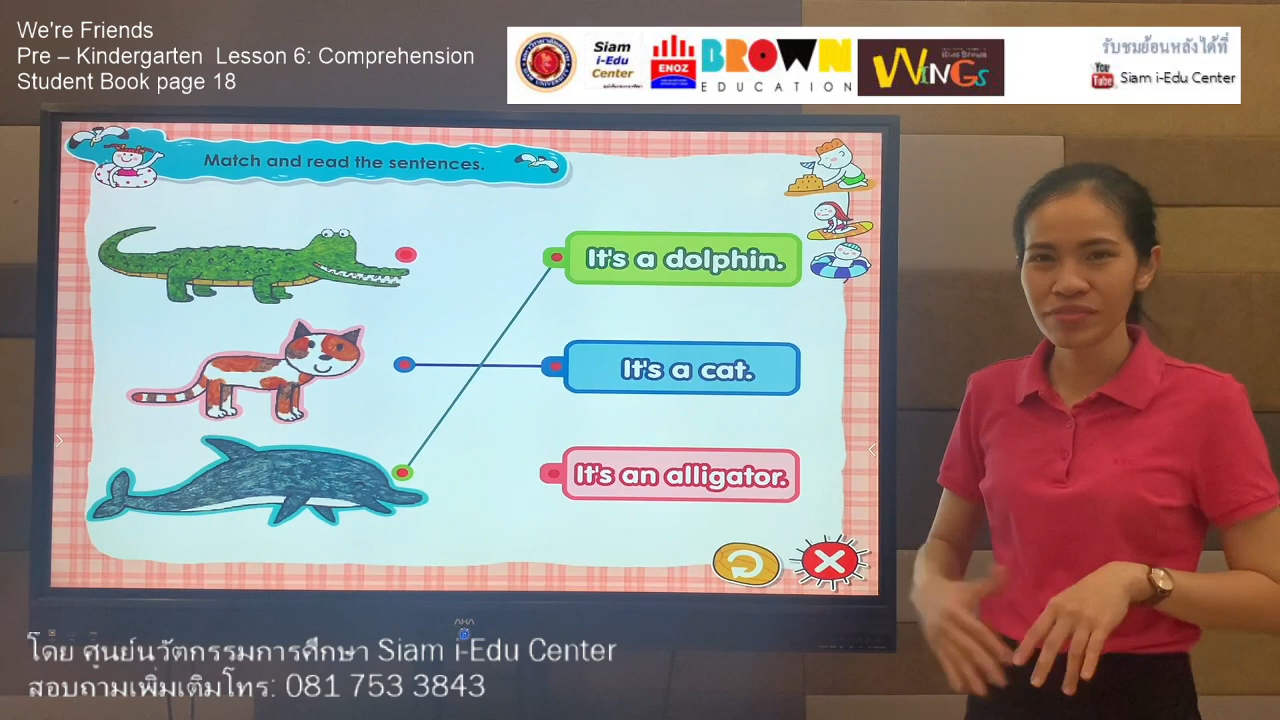 We're Friends
Pre – Kindergarten Lesson 6: Comprehension
Student Book page 18
Siam
i-Edu
Center
ENOZ
BROWN
EDUCATION
WINGS
รับชมย้อนหลังได้ที่
You
Tube
Siam i-Edu Center
Match and read the sentences.
It's a dolphin.
It's a cat.
It's an alligator.
AHA
โดย ศูนย์นวัตกรรมการศึกษา Siam i-Edu Center
สอบถามเพิ่มเติมโทร: 081 753 3843